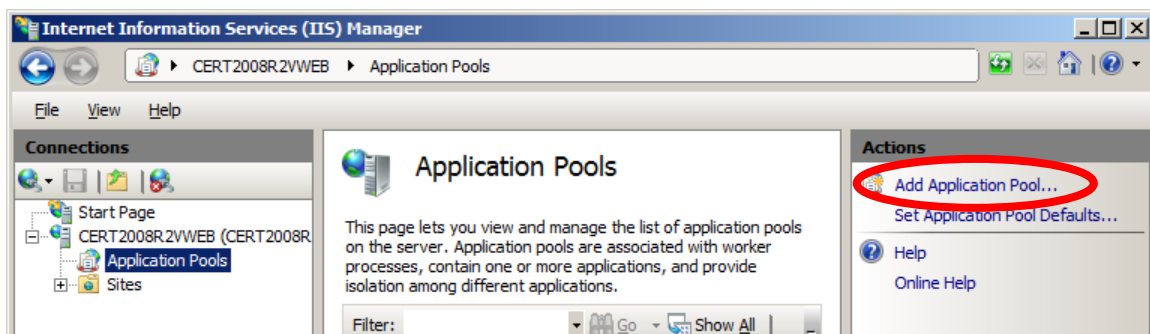 Internet Information Services (IIS) Manager
CERT2008R2VWEB Application Pools
File View Help
Connections
Start Page
CERT2008R2VWEB (CERT2008R
Application Pools
Sites
Application Pools
This page lets you view and manage the list of application pools
on the server. Application pools are associated with worker
processes, contain one or more applications, and provide
isolation among different applications.
Filter: Go Show All
Actions
Add Application Pool...
Set Application Pool Defaults...
Help
Online Help